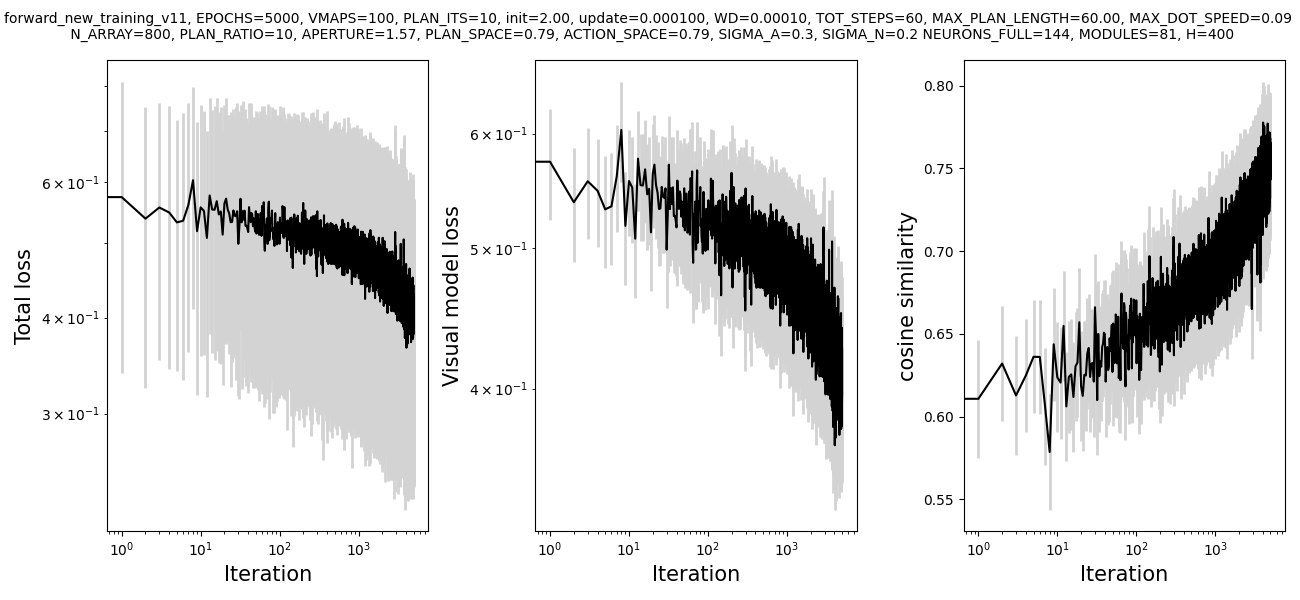 forward_new_training_v11, EPOCHS=5000, VMAPS=100, PLAN_ITS=10, init=2.00, update=0.000100, WD=0.00010, TOT_STEPS=60, MAX_PLAN_LENGTH=60.00, MAX_DOT_SPEED=0.09
N_ARRAY=800, PLAN_RATIO=10, APERTURE=1.57, PLAN_SPACE=0.79, ACTION_SPACE=0.79, SIGMA_A=0.3, SIGMA_N=0.2 NEURONS_FULL=144, MODULES=81, H=400
Total loss
6 × 10⁻¹
4 × 10⁻¹
3 × 10⁻¹
10⁰ 10¹ 10² 10³
Iteration
Visual model loss
6 × 10⁻¹
5 × 10⁻¹
4 × 10⁻¹
10⁰ 10¹ 10² 10³
Iteration
cosine similarity
0.80
0.75
0.70
0.65
0.60
0.55
10⁰ 10¹ 10² 10³
Iteration